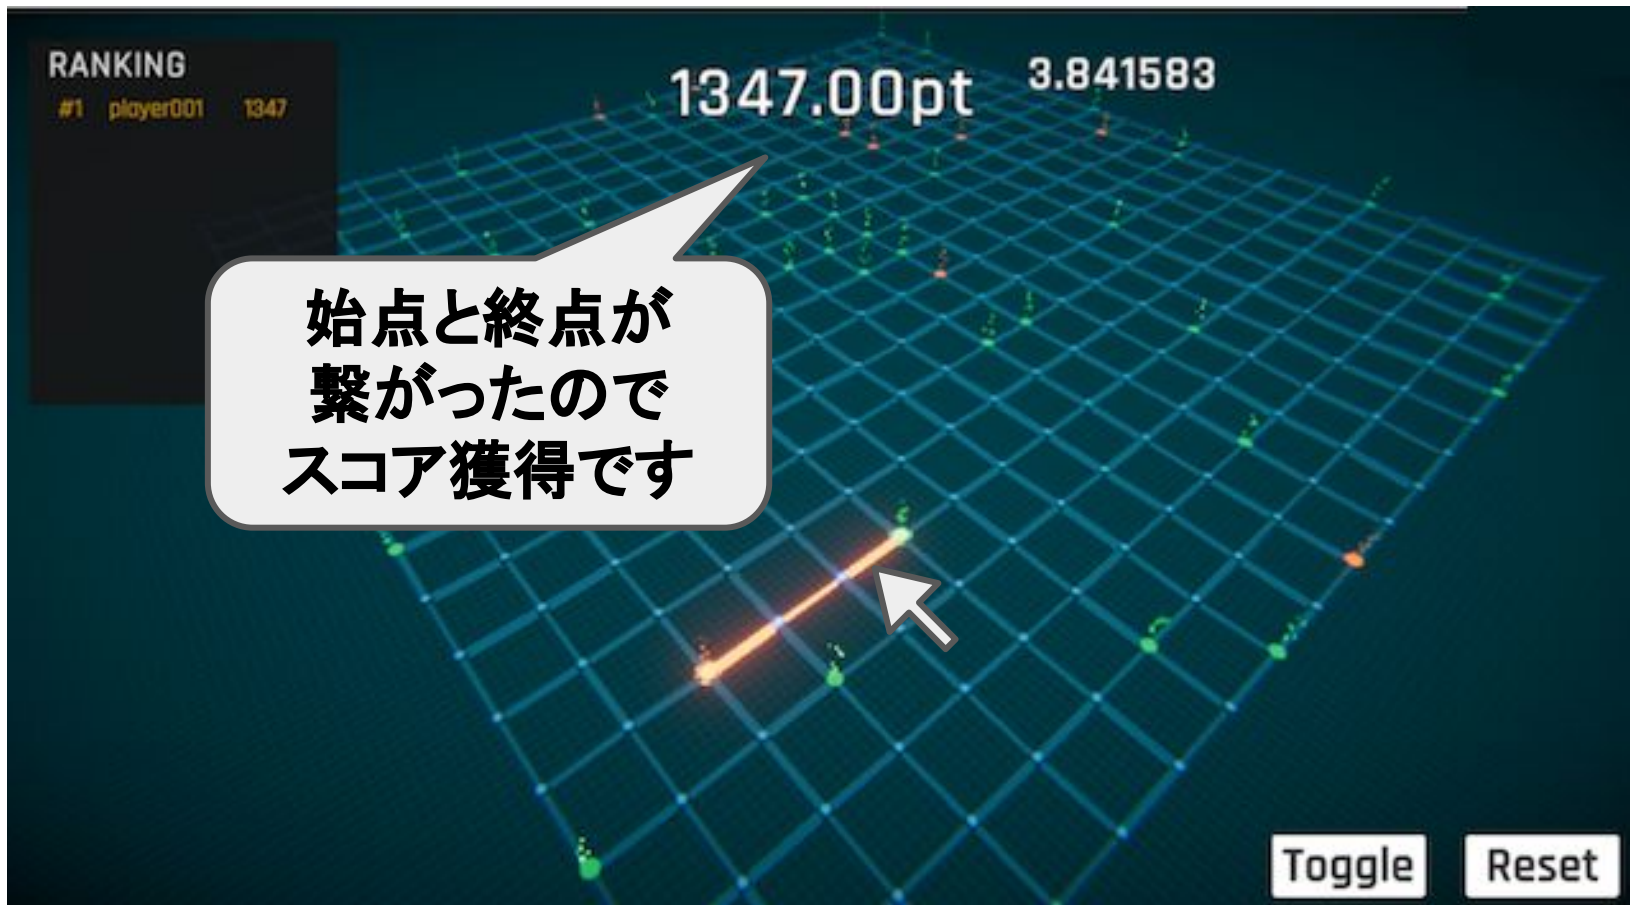 RANKING
#1 player001 1347
1347.00pt
3.841583
始点と終点が
繋がったので
スコア獲得です
Toggle
Reset